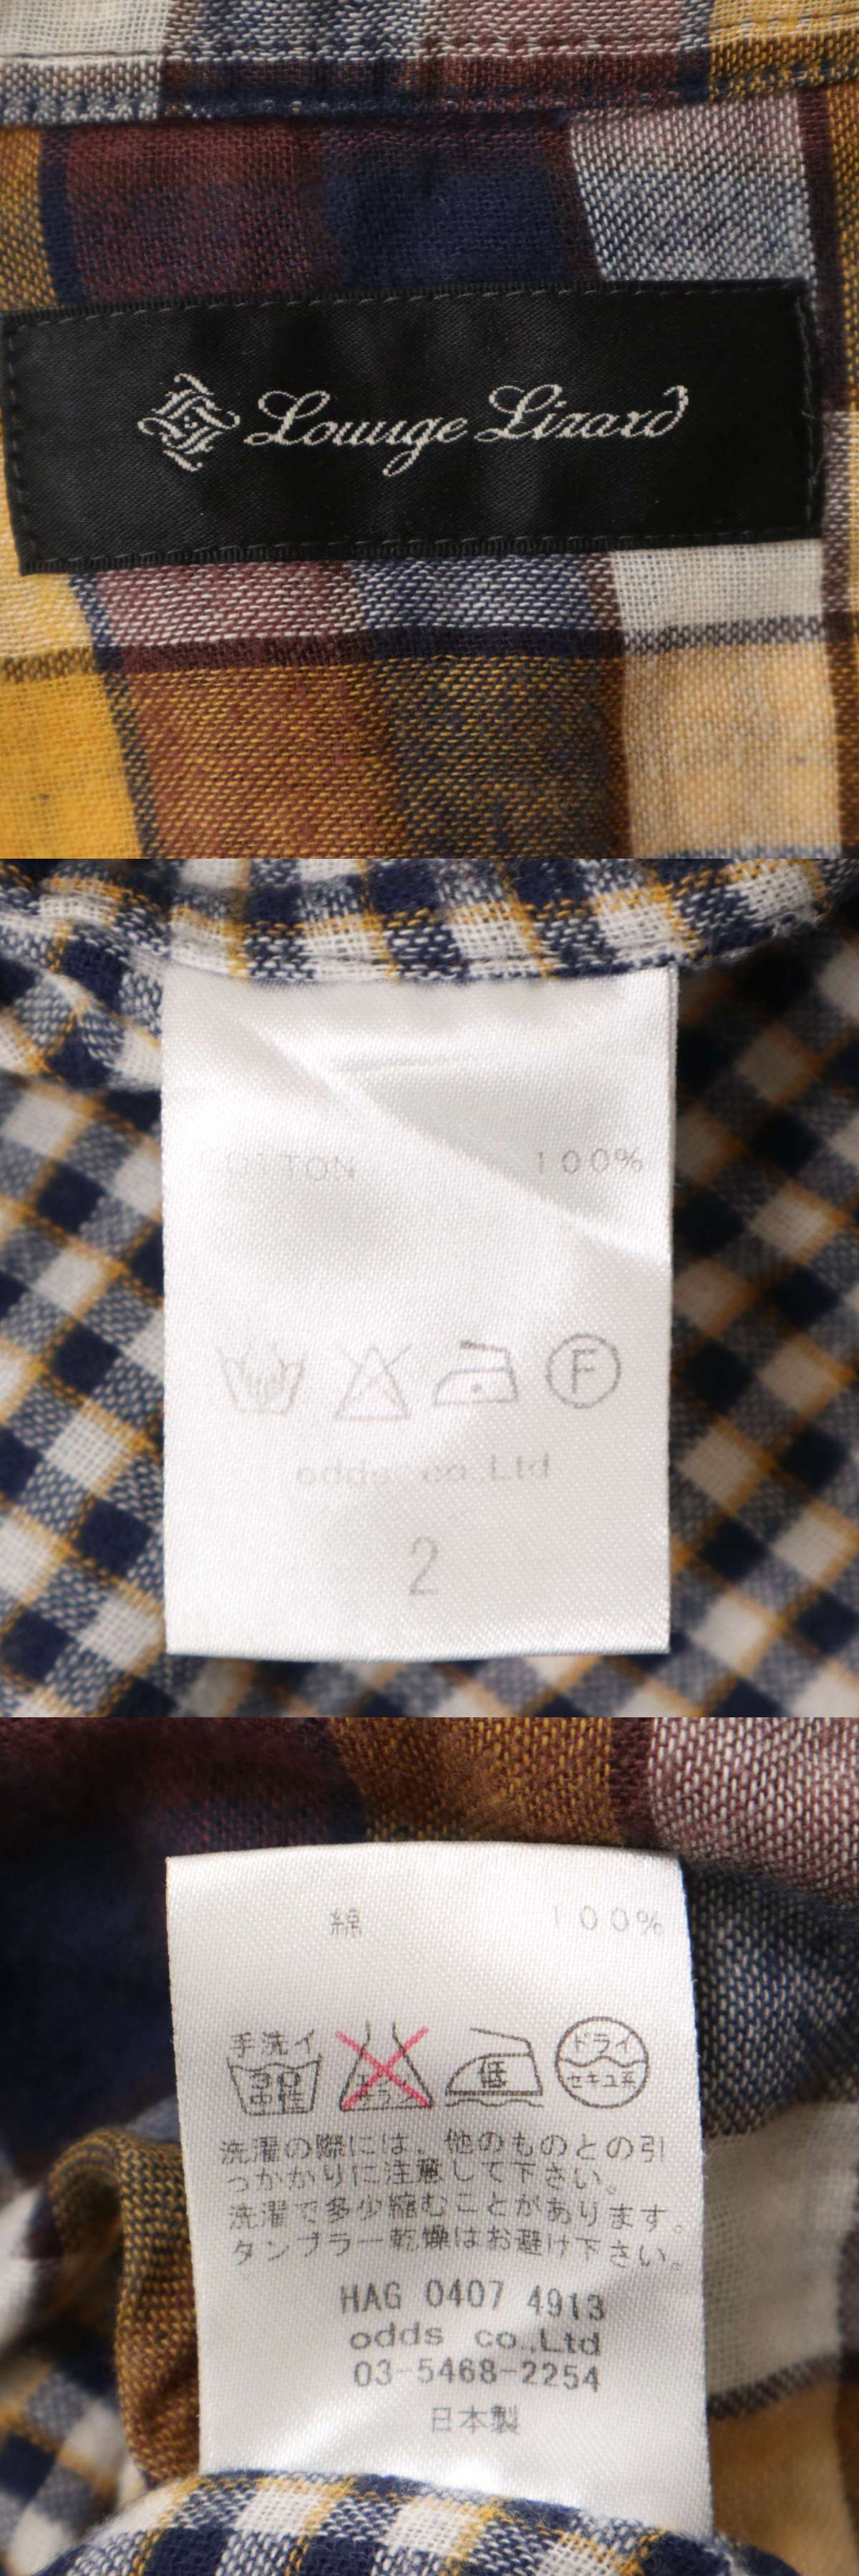 Lounge Lizard
COTTON 100%
F
odds co.,Ltd
2
綿 100%
手洗イ
30
中性
エンソ
サラシ
低
ドライ
セキユ系
洗濯の際には、他のものとの引
っかかりに注意して下さい。
洗濯で多少縮むことがあります。
タンブラー乾燥はお避け下さい。
HAG 0407 4913
odds co.,Ltd
03-5468-2254
日本製